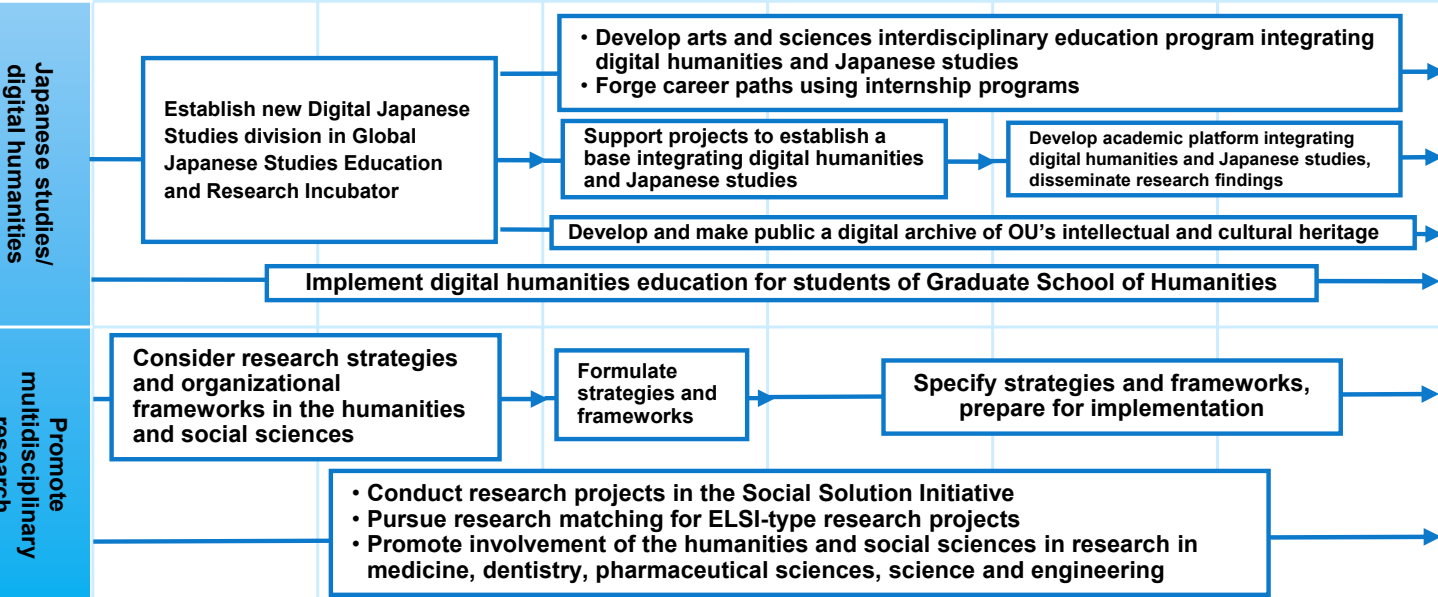 Japanese studies/
digital humanities
Establish new Digital Japanese
Studies division in Global
Japanese Studies Education
and Research Incubator
• Develop arts and sciences interdisciplinary education program integrating
digital humanities and Japanese studies
• Forge career paths using internship programs
Support projects to establish a
base integrating digital humanities
and Japanese studies
Develop academic platform integrating
digital humanities and Japanese studies,
disseminate research findings
Develop and make public a digital archive of OU's intellectual and cultural heritage
Implement digital humanities education for students of Graduate School of Humanities
Promote
multidisciplinary
research
Consider research strategies
and organizational
frameworks in the humanities
and social sciences
Formulate
strategies and
frameworks
Specify strategies and frameworks,
prepare for implementation
• Conduct research projects in the Social Solution Initiative
• Pursue research matching for ELSI-type research projects
• Promote involvement of the humanities and social sciences in research in
medicine, dentistry, pharmaceutical sciences, science and engineering